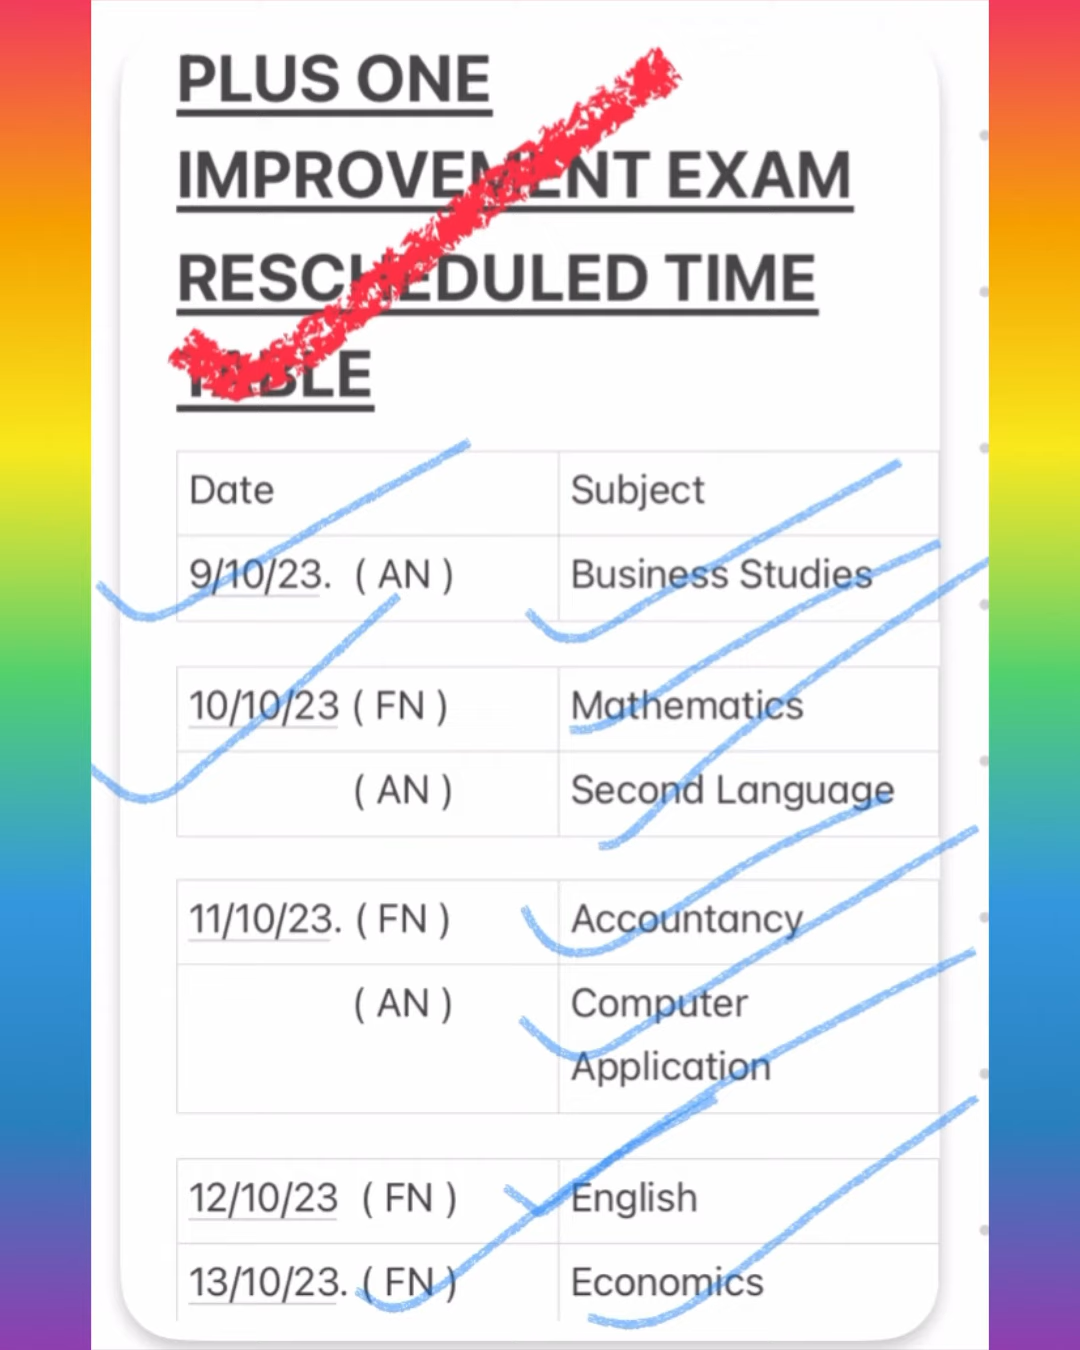 PLUS ONE
IMPROVEMENT EXAM
RESCHEDULED TIME
TABLE
Date Subject
9/10/23. ( AN ) Business Studies
10/10/23 ( FN ) Mathematics
( AN ) Second Language
11/10/23. ( FN ) Accountancy
( AN ) Computer
Application
12/10/23 ( FN ) English
13/10/23. ( FN ) Economics